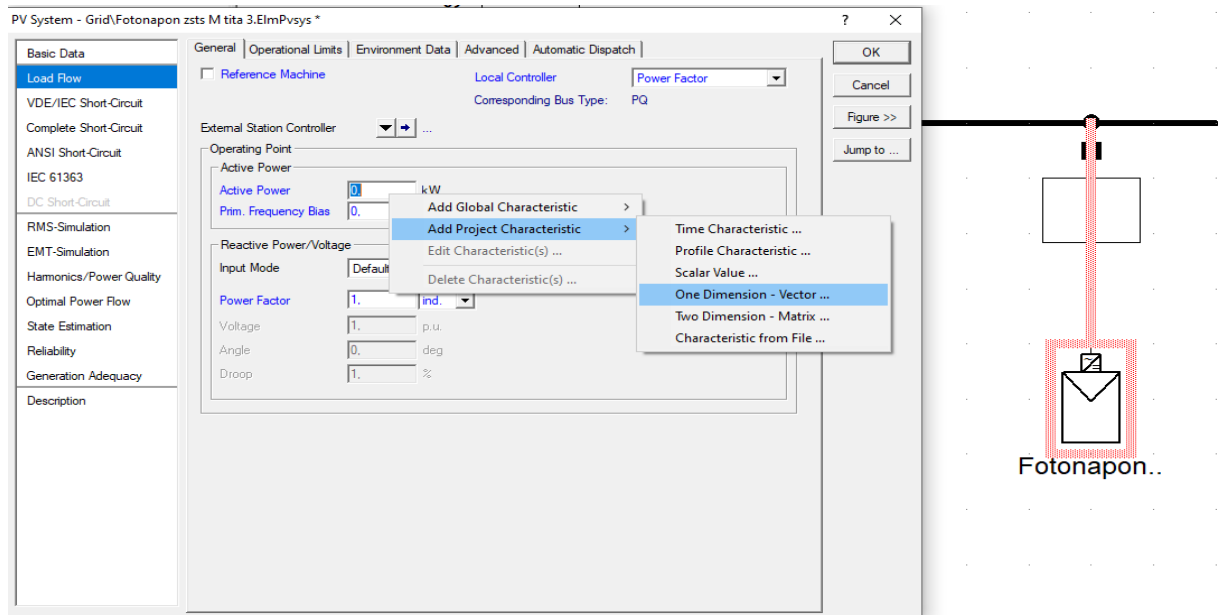 PV System - Grid\Fotonapon zsts M tita 3.ElmPvsys * ? ×
Basic Data
Load Flow
VDE/IEC Short-Circuit
Complete Short-Circuit
ANSI Short-Circuit
IEC 61363
DC Short-Circuit
RMS-Simulation
EMT-Simulation
Harmonics/Power Quality
Optimal Power Flow
State Estimation
Reliability
Generation Adequacy
Description
General Operational Limits Environment Data Advanced Automatic Dispatch
Reference Machine
Local Controller Power Factor
Corresponding Bus Type: PQ
External Station Controller ...
Operating Point
Active Power
Active Power 0. kW
Prim. Frequency Bias 0.
Reactive Power/Voltage
Input Mode Default
Power Factor 1. ind.
Voltage 1. p.u.
Angle 0. deg
Droop 1. %
Add Global Characteristic >
Add Project Characteristic >
Edit Characteristic(s) ...
Delete Characteristic(s) ...
Time Characteristic ...
Profile Characteristic ...
Scalar Value ...
One Dimension - Vector ...
Two Dimension - Matrix ...
Characteristic from File ...
OK
Cancel
Figure >>
Jump to ...
Fotonapon..